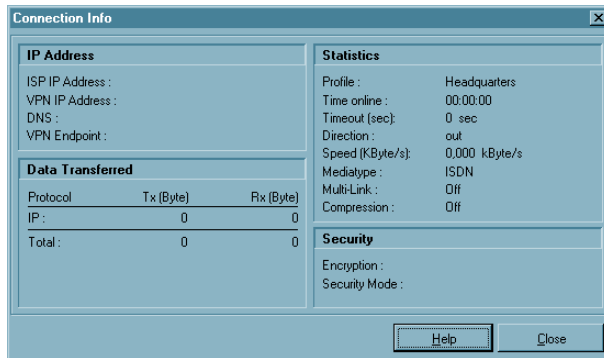 Connection Info
IP Address
ISP IP Address :
VPN IP Address :
DNS :
VPN Endpoint :
Data Transferred
Protocol Tx (Byte) Rx (Byte)
IP : 0 0
Total : 0 0
Statistics
Profile : Headquarters
Time online : 00:00:00
Timeout (sec): 0 sec
Direction : out
Speed (KByte/s): 0,000 kByte/s
Mediatype : ISDN
Multi-Link : Off
Compression : Off
Security
Encryption :
Security Mode :
Help Close